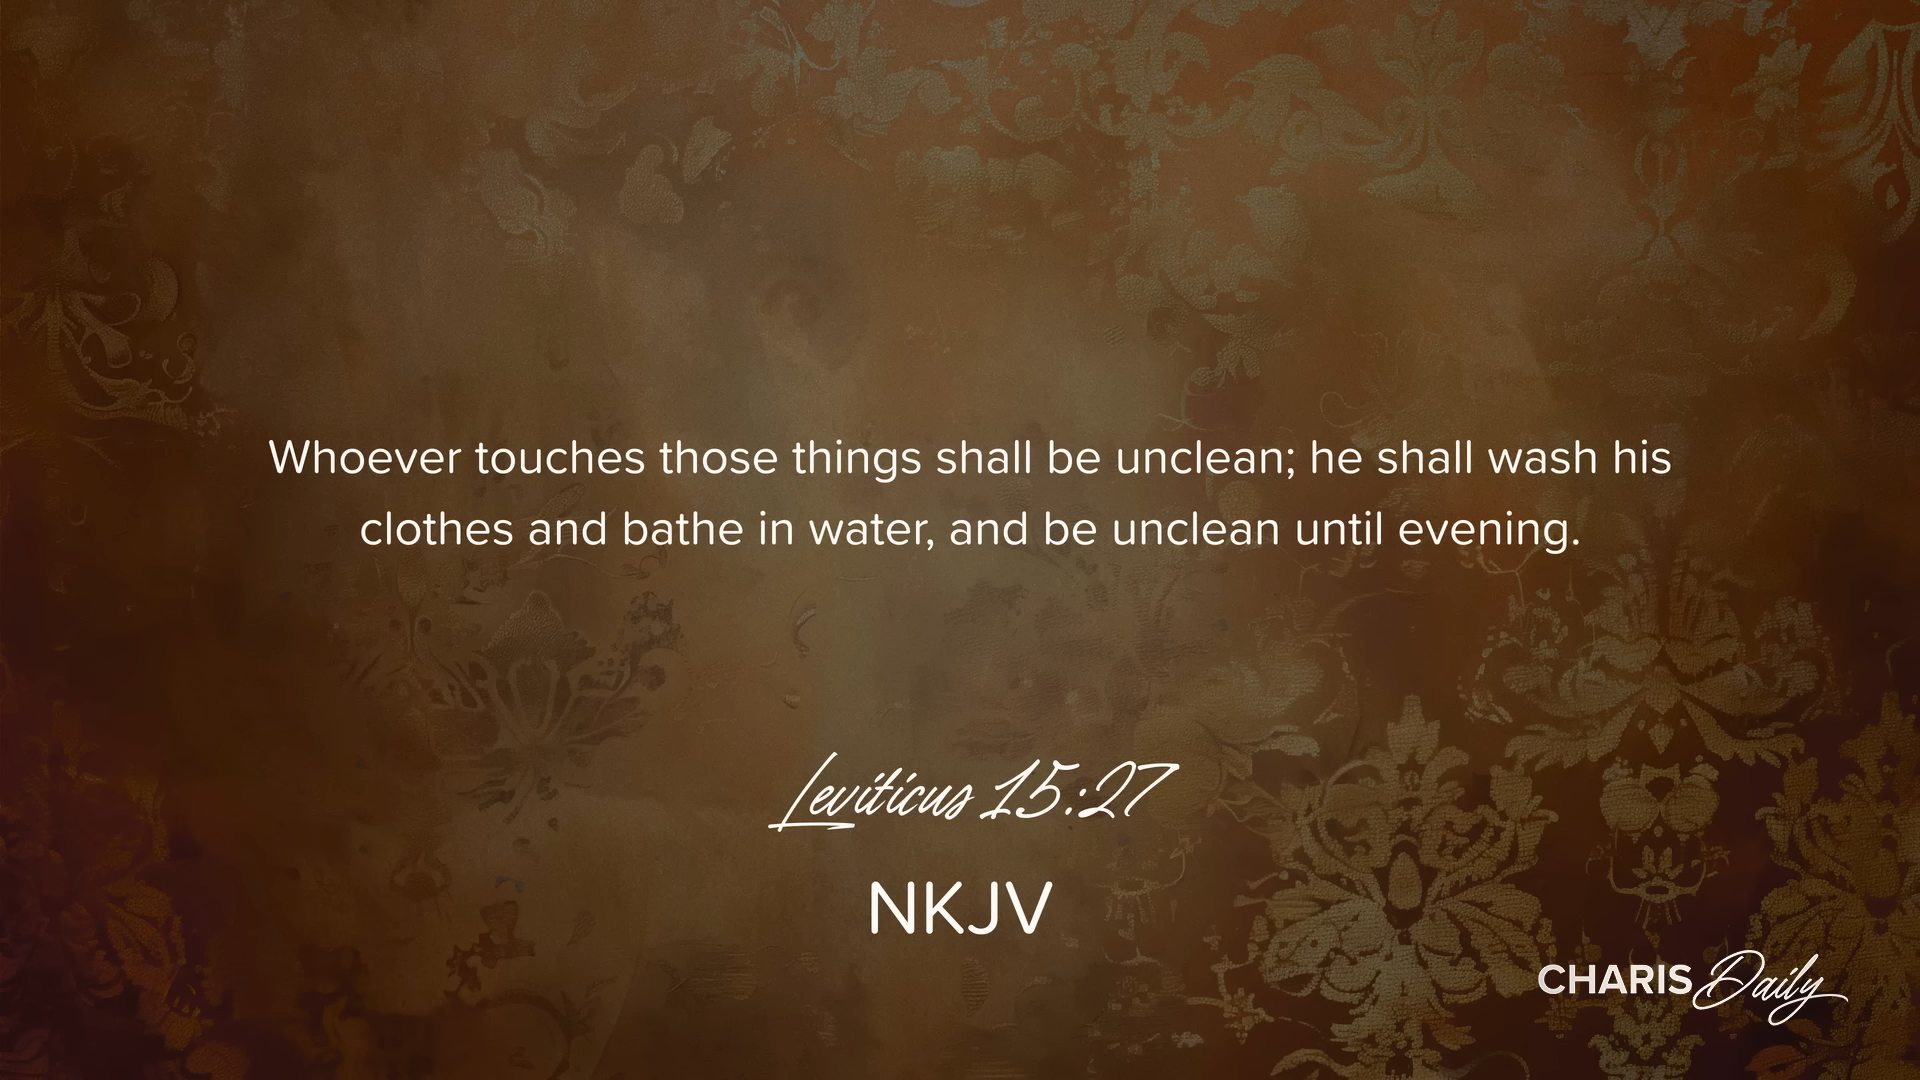 Whoever touches those things shall be unclean; he shall wash his
clothes and bathe in water, and be unclean until evening.
Leviticus 15:27
NKJV
CHARIS Daily